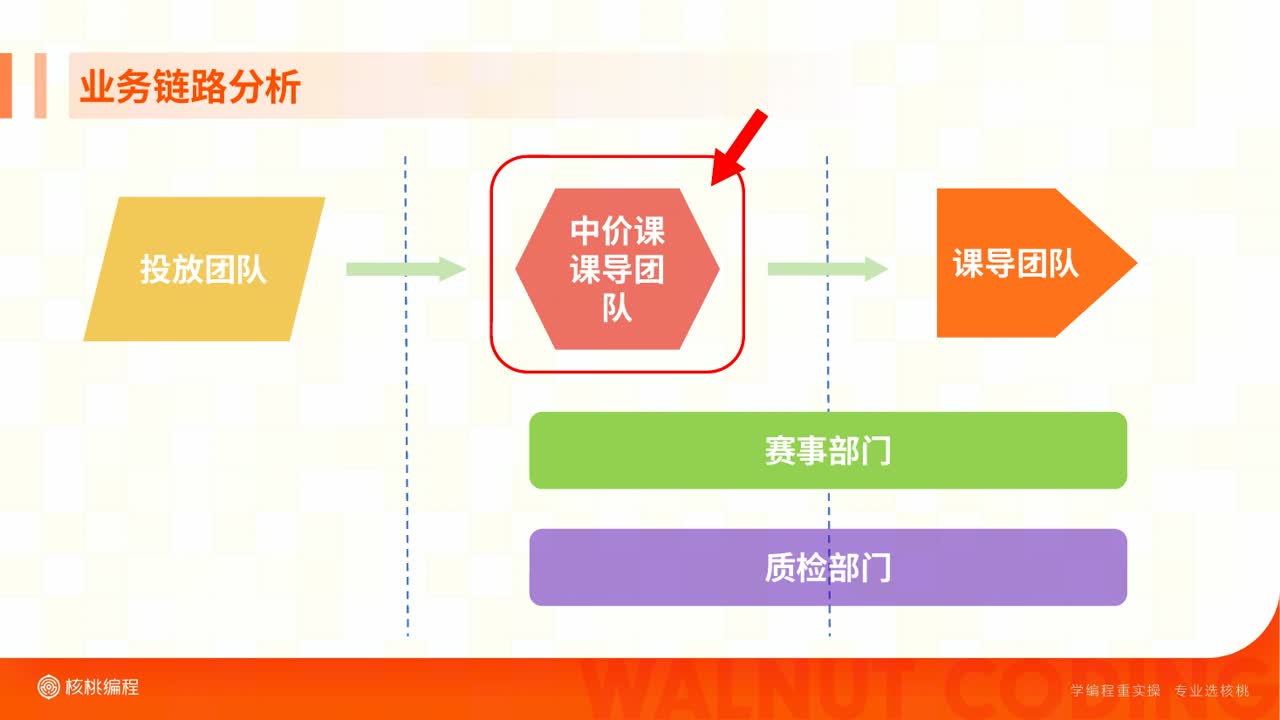 业务链路分析
投放团队
中价课
课导团
队
课导团队
赛事部门
质检部门
WALNUT CODING
核桃编程
学编程重实操 专业选核桃